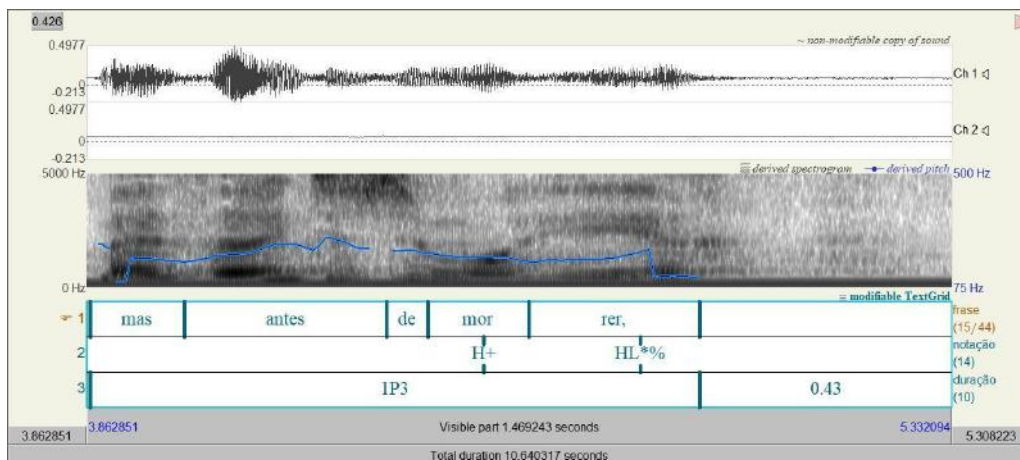 0.426
0.4977
~ non-modifiable copy of sound
0
-0.213
Ch 1
0.4977
0
-0.213
Ch 2
5000 Hz
derived spectrogram
derived pitch
500 Hz
0 Hz
75 Hz
≡ modifiable TextGrid
1 mas antes de mor rer, frase (15/44)
2 H+ HL*% notação (14)
3 1P3 0.43 duração (10)
3.862851
3.862851 Visible part 1.469243 seconds 5.332094
5.308223
Total duration 10.640317 seconds